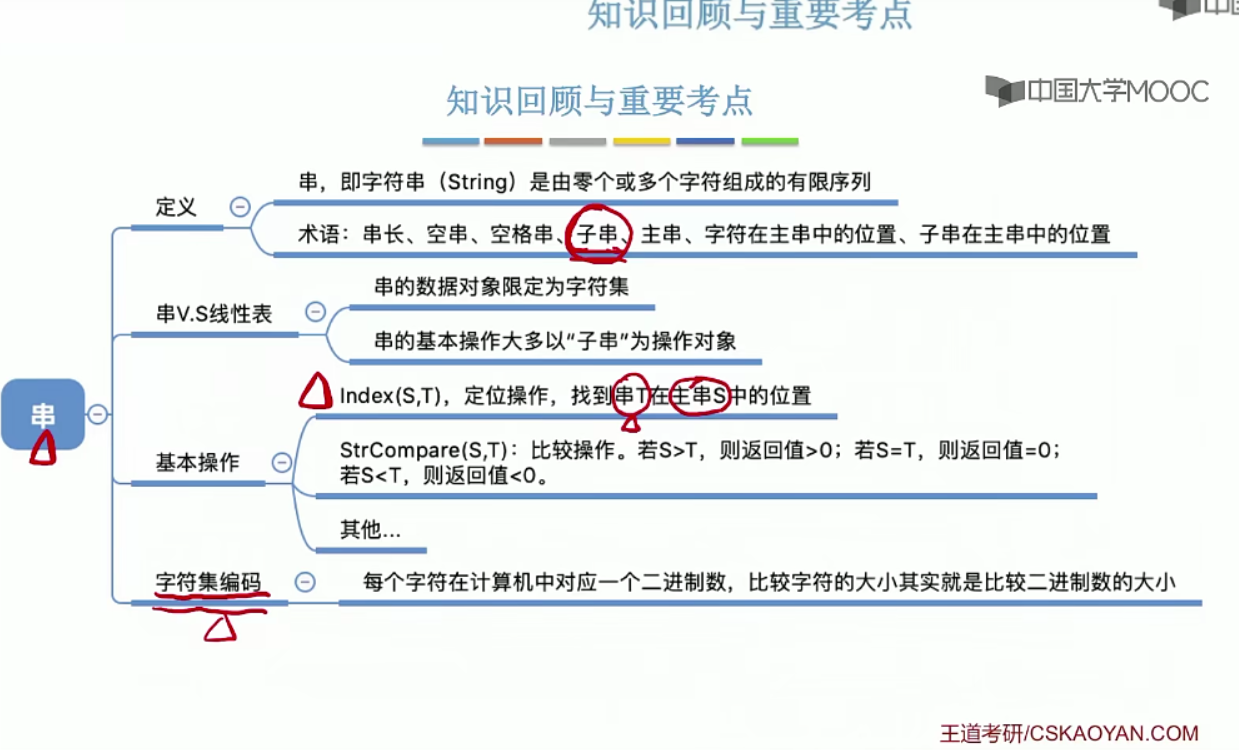 知识回顾与重要考点
中国
知识回顾与重要考点
中国大学MOOC
串，即字符串（String）是由零个或多个字符组成的有限序列
定义
术语：串长、空串、空格串、子串、主串、字符在主串中的位置、子串在主串中的位置
串的数据对象限定为字符集
串V.S线性表
串的基本操作大多以“子串”为操作对象
Index(S,T)，定位操作，找到串T在主串S中的位置
串
StrCompare(S,T)：比较操作。若S>T，则返回值>0；若S=T，则返回值=0；
若S<T，则返回值<0。
基本操作
其他...
字符集编码
每个字符在计算机中对应一个二进制数，比较字符的大小其实就是比较二进制数的大小
王道考研/CSKAOYAN.COM